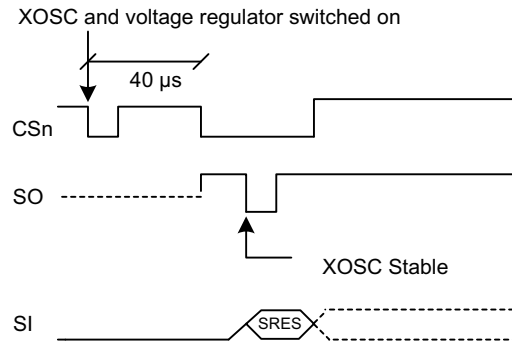 XOSC and voltage regulator switched on
40 µs
CSn
SO
XOSC Stable
SI
SRES